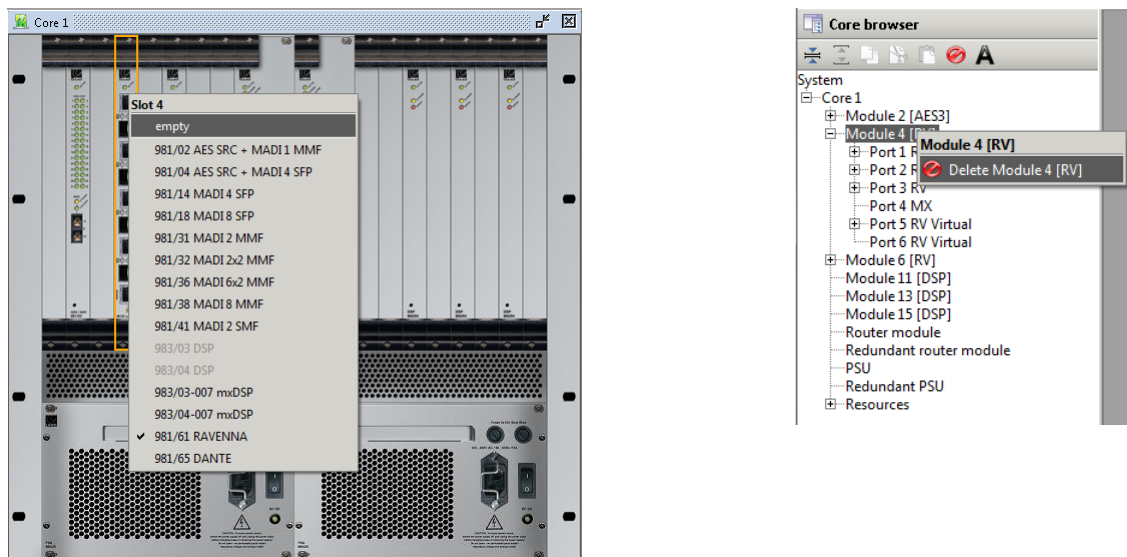 Core 1
Slot 4
empty
981/02 AES SRC + MADI 1 MMF
981/04 AES SRC + MADI 4 SFP
981/14 MADI 4 SFP
981/18 MADI 8 SFP
981/31 MADI 2 MMF
981/32 MADI 2x2 MMF
981/36 MADI 6x2 MMF
981/38 MADI 8 MMF
981/41 MADI 2 SMF
983/03 DSP
983/04 DSP
983/03-007 mxDSP
983/04-007 mxDSP
981/61 RAVENNA
981/65 DANTE
Core browser
A
System
Core 1
Module 2 [AES3]
Module 4 [RV]
Module 4 [RV]
Delete Module 4 [RV]
Port 1 R
Port 2 R
Port 3 RV
Port 4 MX
Port 5 RV Virtual
Port 6 RV Virtual
Module 6 [RV]
Module 11 [DSP]
Module 13 [DSP]
Module 15 [DSP]
Router module
Redundant router module
PSU
Redundant PSU
Resources